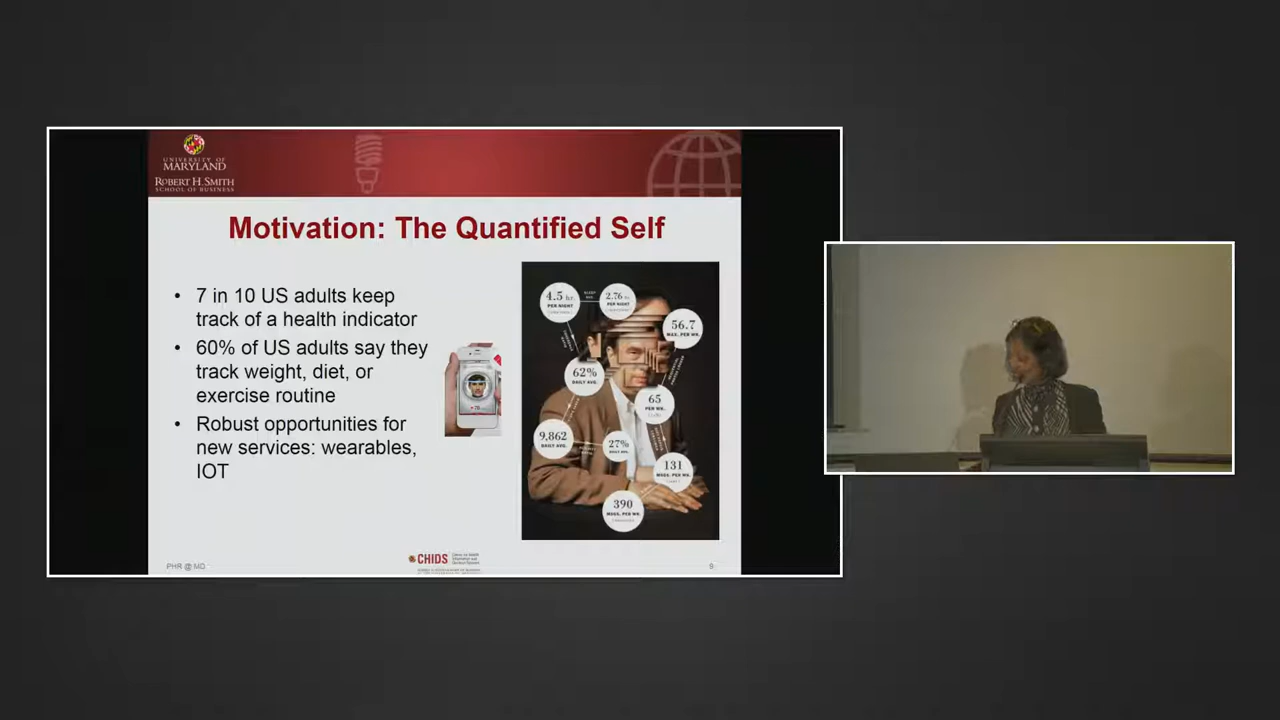 UNIVERSITY OF
MARYLAND
ROBERT H. SMITH
SCHOOL OF BUSINESS
Motivation: The Quantified Self
• 7 in 10 US adults keep
track of a health indicator
• 60% of US adults say they
track weight, diet, or
exercise routine
• Robust opportunities for
new services: wearables,
IOT
4.5 hr.
PER NIGHT
2.76 hr.
PER NIGHT
56.7
MAX. PER WK.
62%
DAILY AVG.
65
PER WK.
9,862
DAILY AVG.
27%
DAILY AVG.
131
MSGS. PER WK.
390
MSGS. PER WK.
PHR @ MD
CHIDS
9